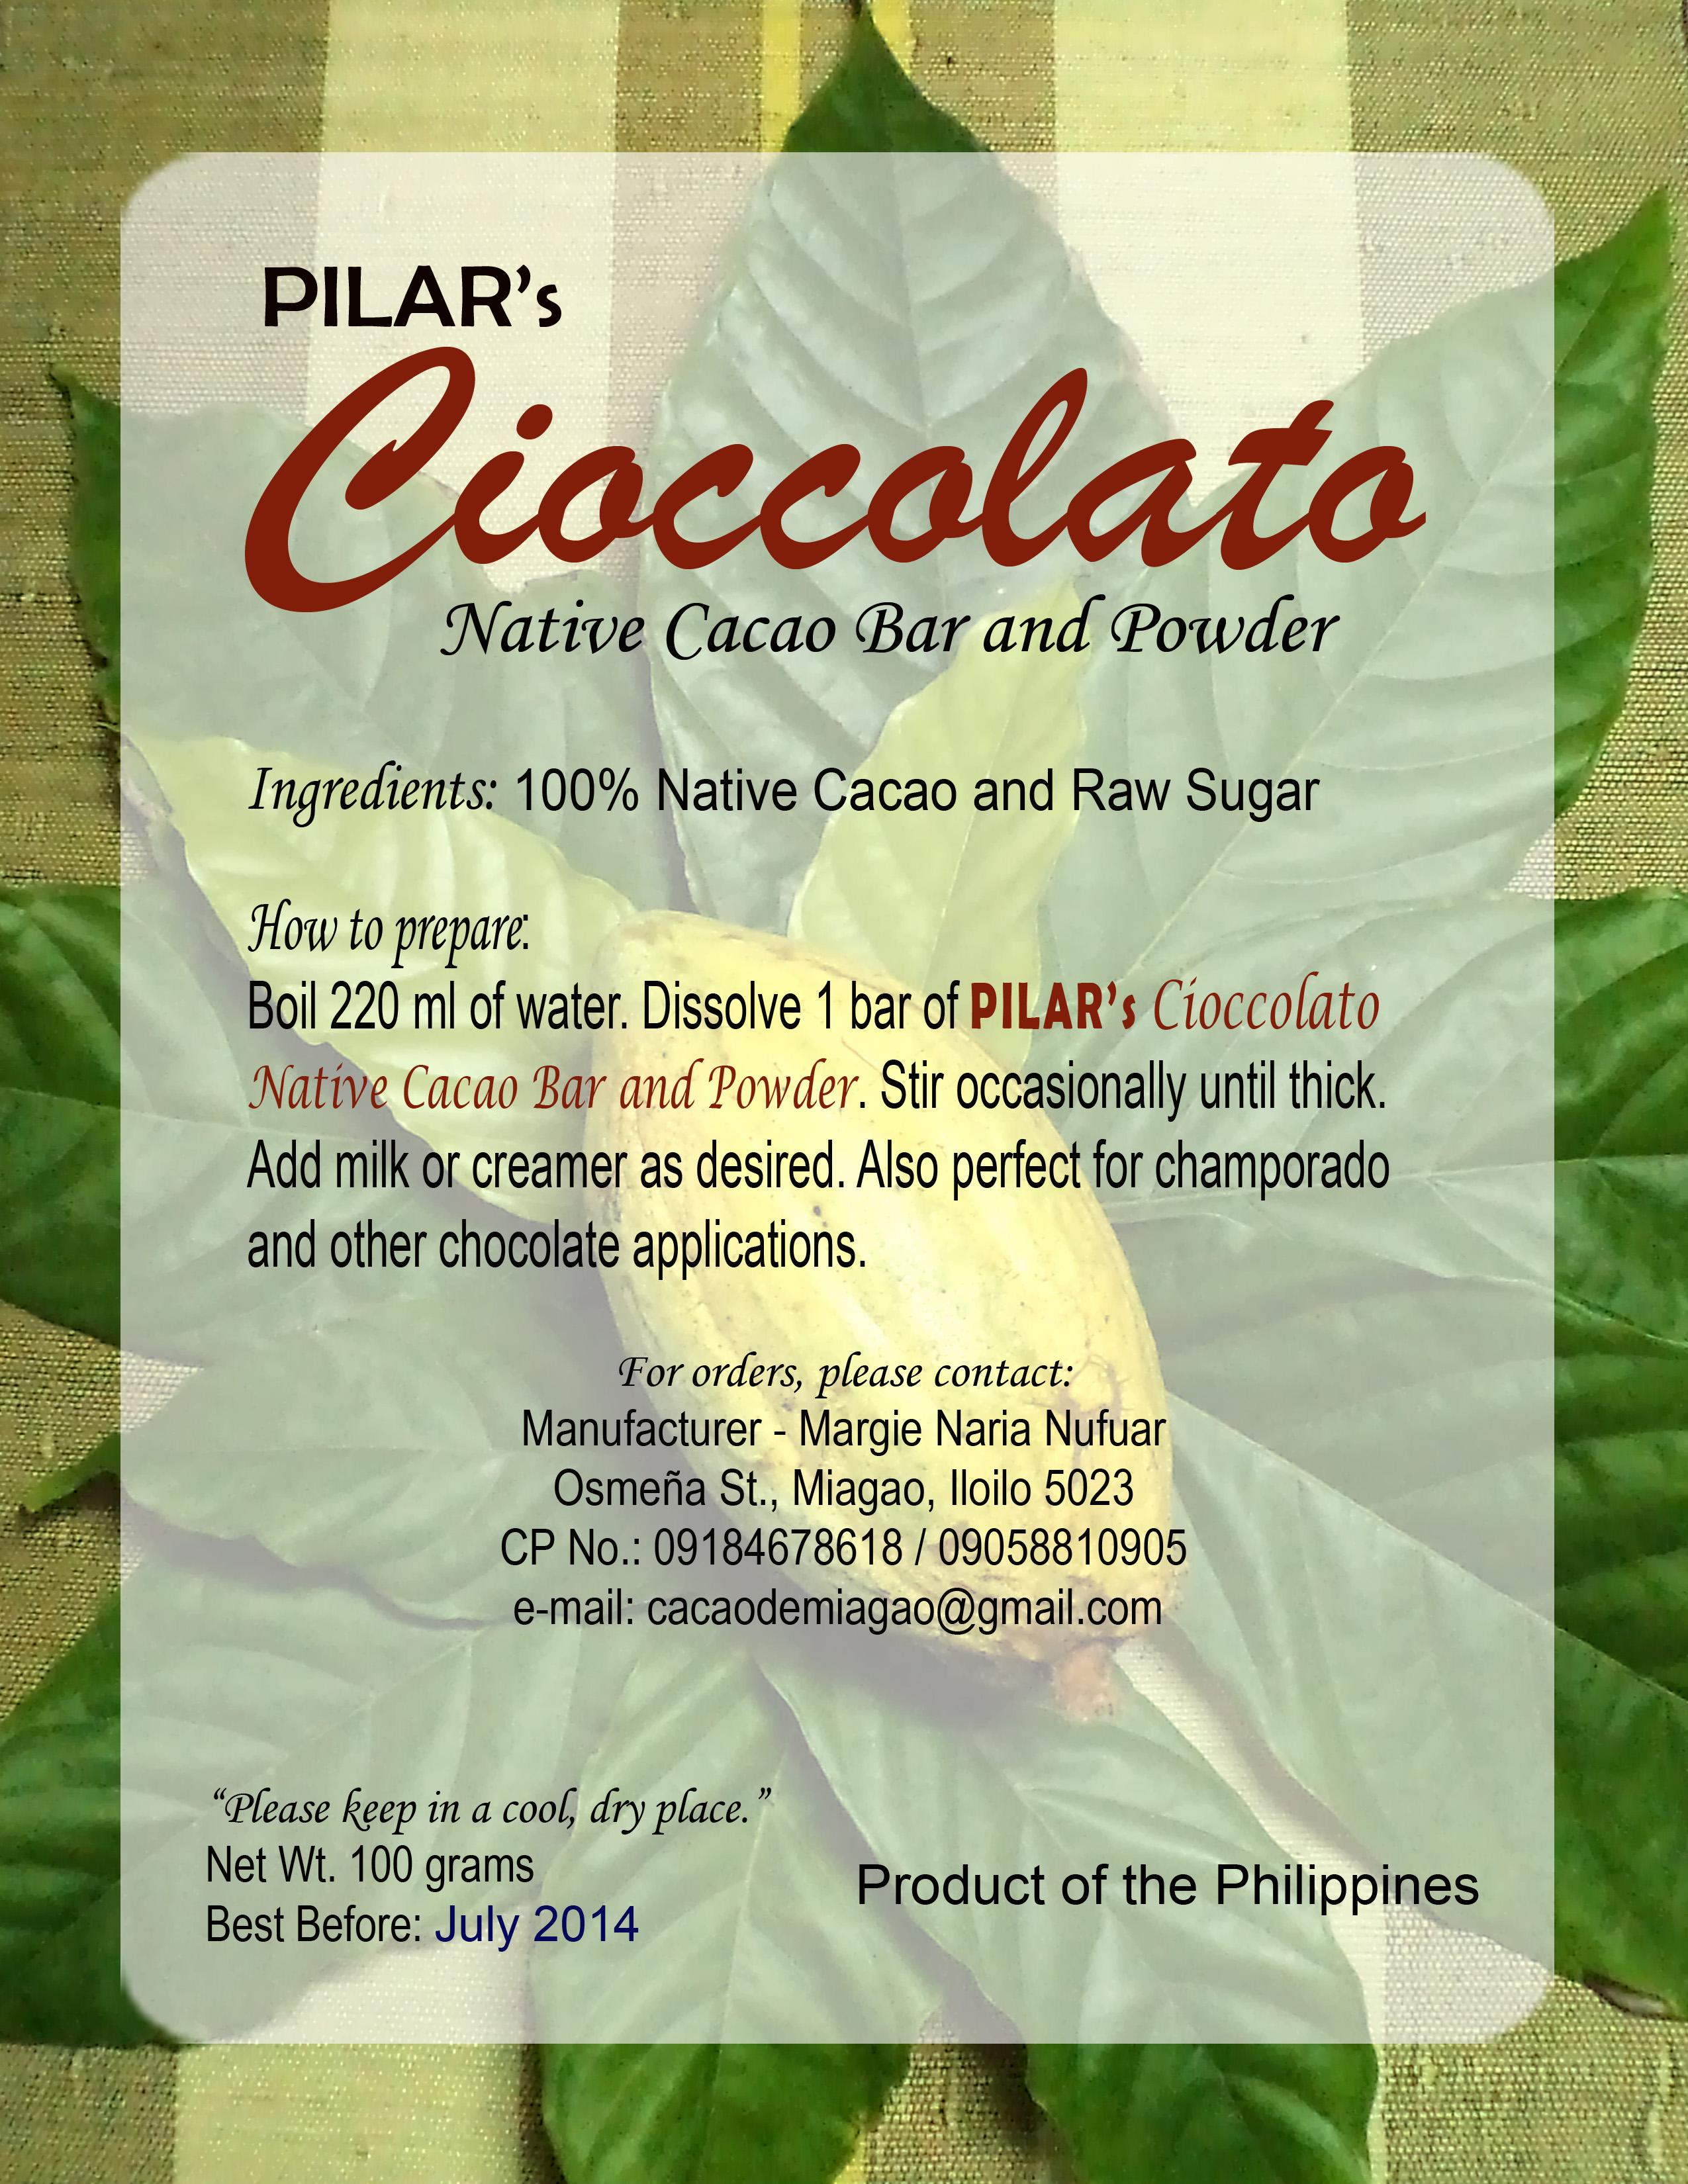 PILAR's
Cioccolato
Native Cacao Bar and Powder
Ingredients: 100% Native Cacao and Raw Sugar
How to prepare:
Boil 220 ml of water. Dissolve 1 bar of PILAR's Cioccolato
Native Cacao Bar and Powder. Stir occasionally until thick.
Add milk or creamer as desired. Also perfect for champorado
and other chocolate applications.
For orders, please contact:
Manufacturer - Margie Naria Nufuar
Osmeña St., Miagao, Iloilo 5023
CP No.: 09184678618 / 09058810905
e-mail: cacaodemiagao@gmail.com
“Please keep in a cool, dry place.”
Net Wt. 100 grams
Best Before: July 2014
Product of the Philippines